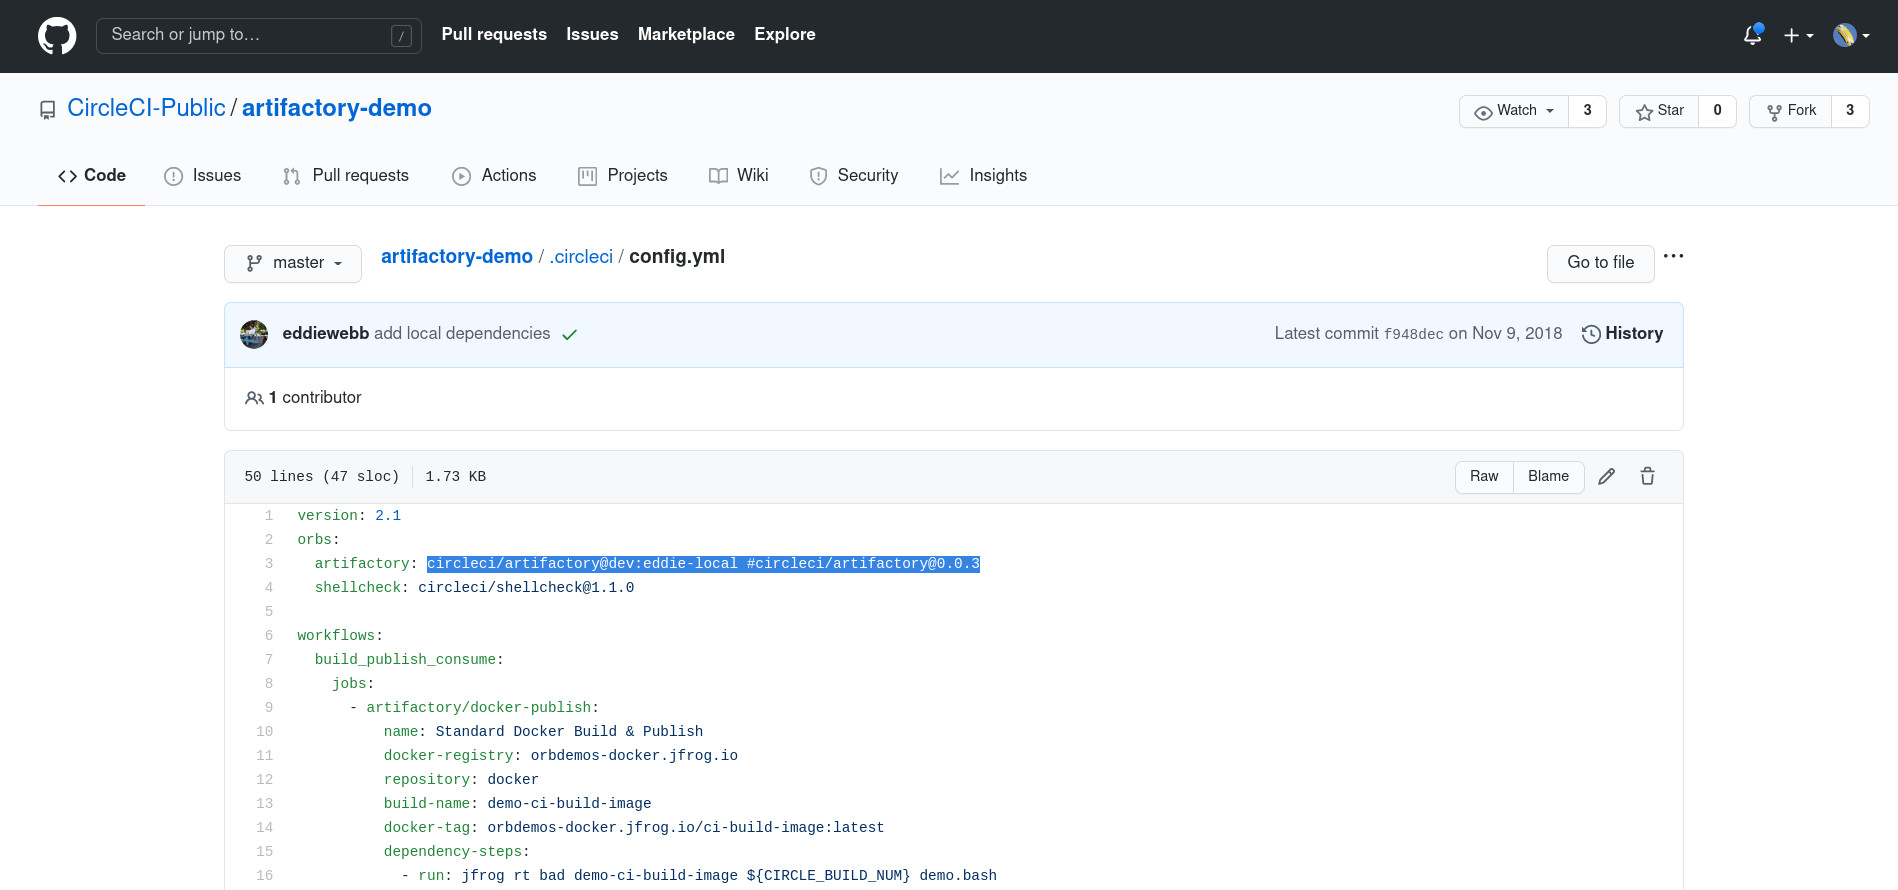 Search or jump to… / Pull requests Issues Marketplace Explore
CircleCI-Public / artifactory-demo Watch 3 Star 0 Fork 3
Code Issues Pull requests Actions Projects Wiki Security Insights
master artifactory-demo / .circleci / config.yml Go to file ···
eddiewebb add local dependencies Latest commit f948dec on Nov 9, 2018 History
1 contributor
50 lines (47 sloc) 1.73 KB Raw Blame
1 version: 2.1
2 orbs:
3 artifactory: circleci/artifactory@dev:eddie-local #circleci/artifactory@0.0.3
4 shellcheck: circleci/shellcheck@1.1.0
5
6 workflows:
7 build_publish_consume:
8 jobs:
9 - artifactory/docker-publish:
10 name: Standard Docker Build & Publish
11 docker-registry: orbdemos-docker.jfrog.io
12 repository: docker
13 build-name: demo-ci-build-image
14 docker-tag: orbdemos-docker.jfrog.io/ci-build-image:latest
15 dependency-steps:
16 - run: jfrog rt bad demo-ci-build-image ${CIRCLE_BUILD_NUM} demo.bash